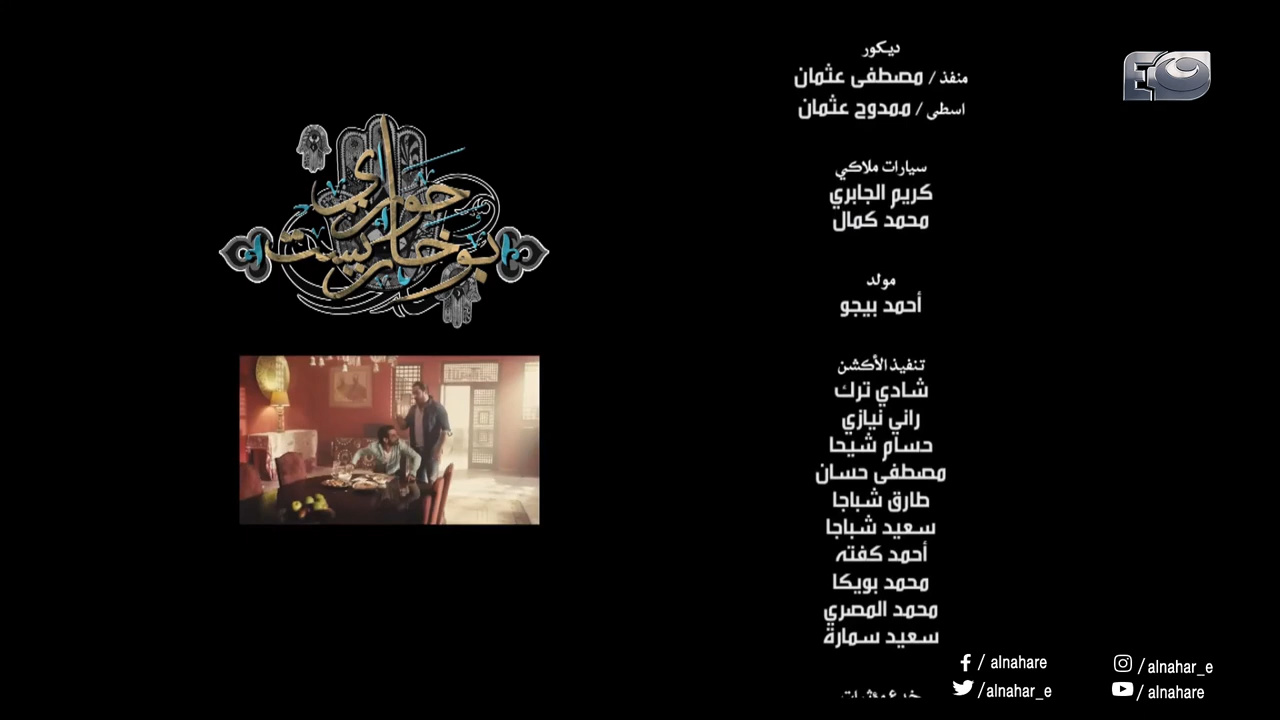 حواري
بوخاريست
ديكور
منفذ / مصطفى عثمان
اسطى / ممدوح عثمان
سيارات ملاكي
كريم الجابري
محمد كمال
مولد
أحمد بيجو
تنفيذ الأكشن
شادي ترك
راني نيازي
حسام شيحا
مصطفى حسان
طارق شباجا
سعيد شباجا
أحمد كفته
محمد بويكا
محمد المصري
سعيد سمارة
/ alnahare
/alnahar_e
/alnahar_e
/ alnahare